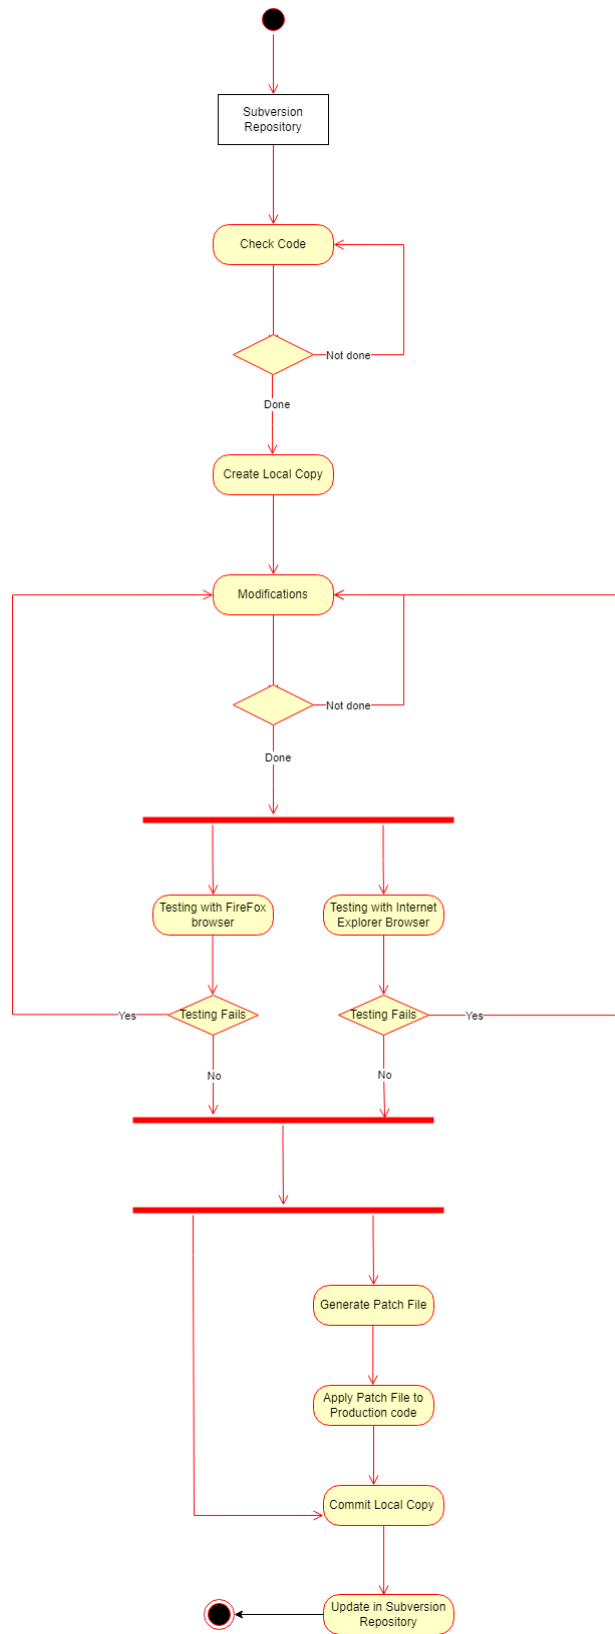 Subversion
Repository
Check Code
Not done
Done
Create Local Copy
Modifications
Not done
Done
Testing with FireFox
browser
Testing with Internet
Explorer Browser
Testing Fails
Testing Fails
Yes
Yes
No
No
Generate Patch File
Apply Patch File to
Production code
Commit Local Copy
Update in Subversion
Repository